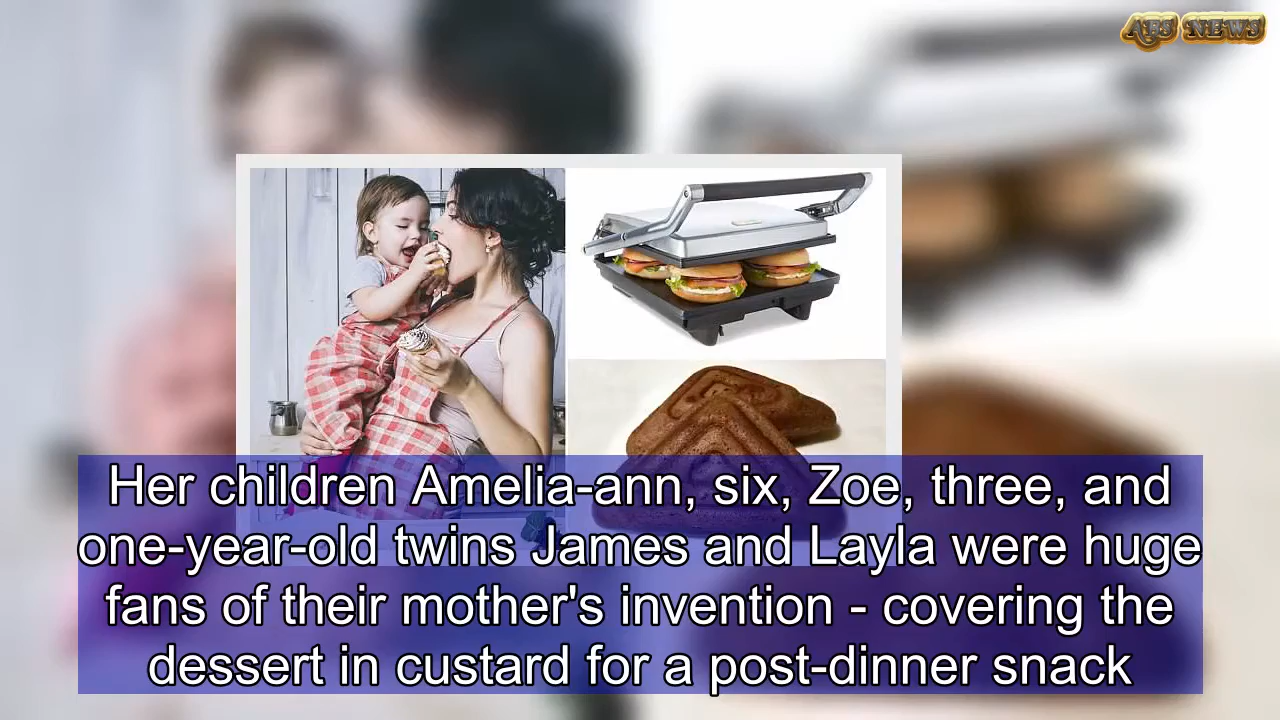 ABS NEWS
Her children Amelia-ann, six, Zoe, three, and
one-year-old twins James and Layla were huge
fans of their mother's invention - covering the
dessert in custard for a post-dinner snack